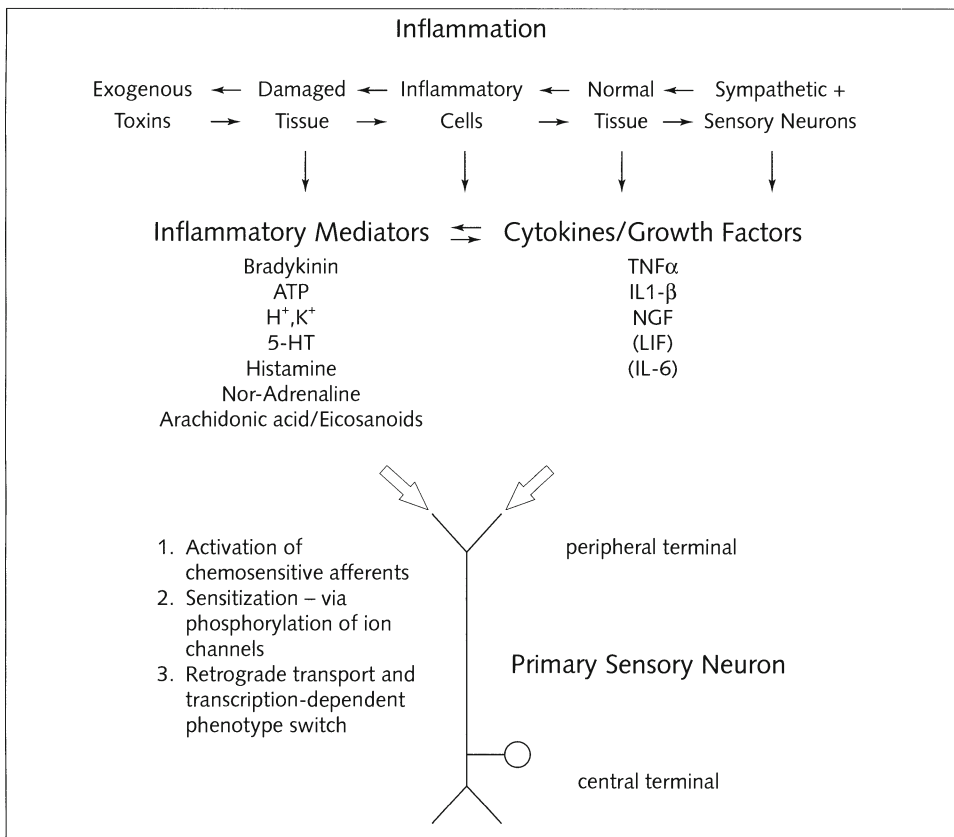 Inflammation
Exogenous ← Damaged ← Inflammatory ← Normal ← Sympathetic +
Toxins → Tissue → Cells → Tissue → Sensory Neurons
Inflammatory Mediators ⇆ Cytokines/Growth Factors
Bradykinin TNFα
ATP IL1-β
H⁺,K⁺ NGF
5-HT (LIF)
Histamine (IL-6)
Nor-Adrenaline
Arachidonic acid/Eicosanoids
1. Activation of
chemosensitive afferents
2. Sensitization – via
phosphorylation of ion
channels
3. Retrograde transport and
transcription-dependent
phenotype switch
peripheral terminal
Primary Sensory Neuron
central terminal